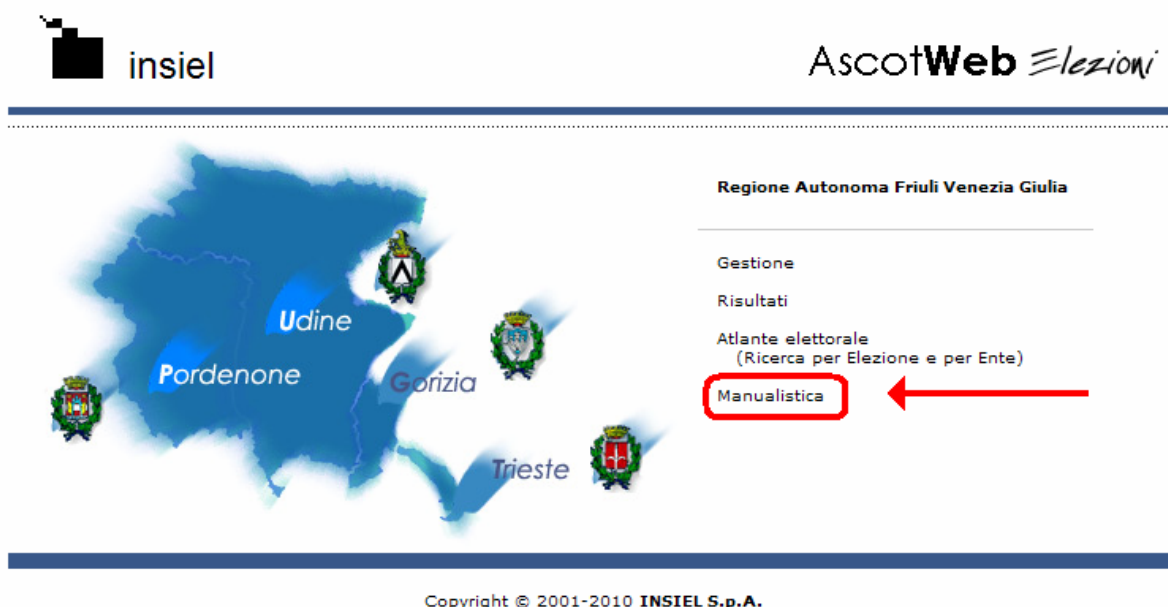 insiel
AscotWeb Elezioni
Regione Autonoma Friuli Venezia Giulia
Gestione
Risultati
Atlante elettorale
(Ricerca per Elezione e per Ente)
Manualistica
Udine
Pordenone
Gorizia
Trieste
Copyright © 2001-2010 INSIEL S.p.A.